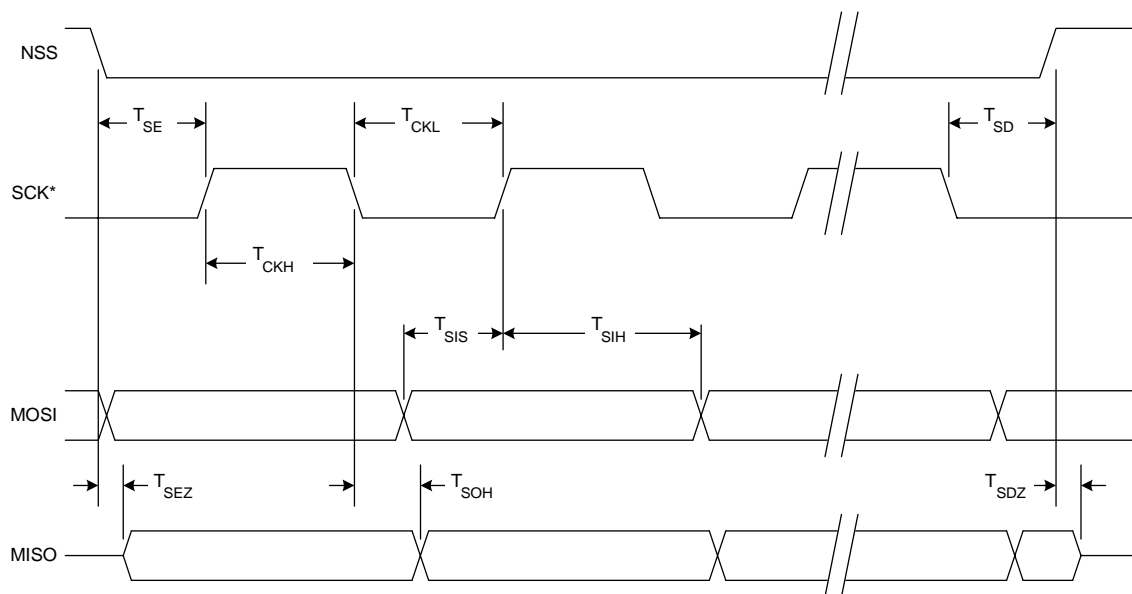 NSS
T_SE
T_CKL
T_SD
SCK*
T_CKH
T_SIS
T_SIH
MOSI
T_SEZ
T_SOH
T_SDZ
MISO